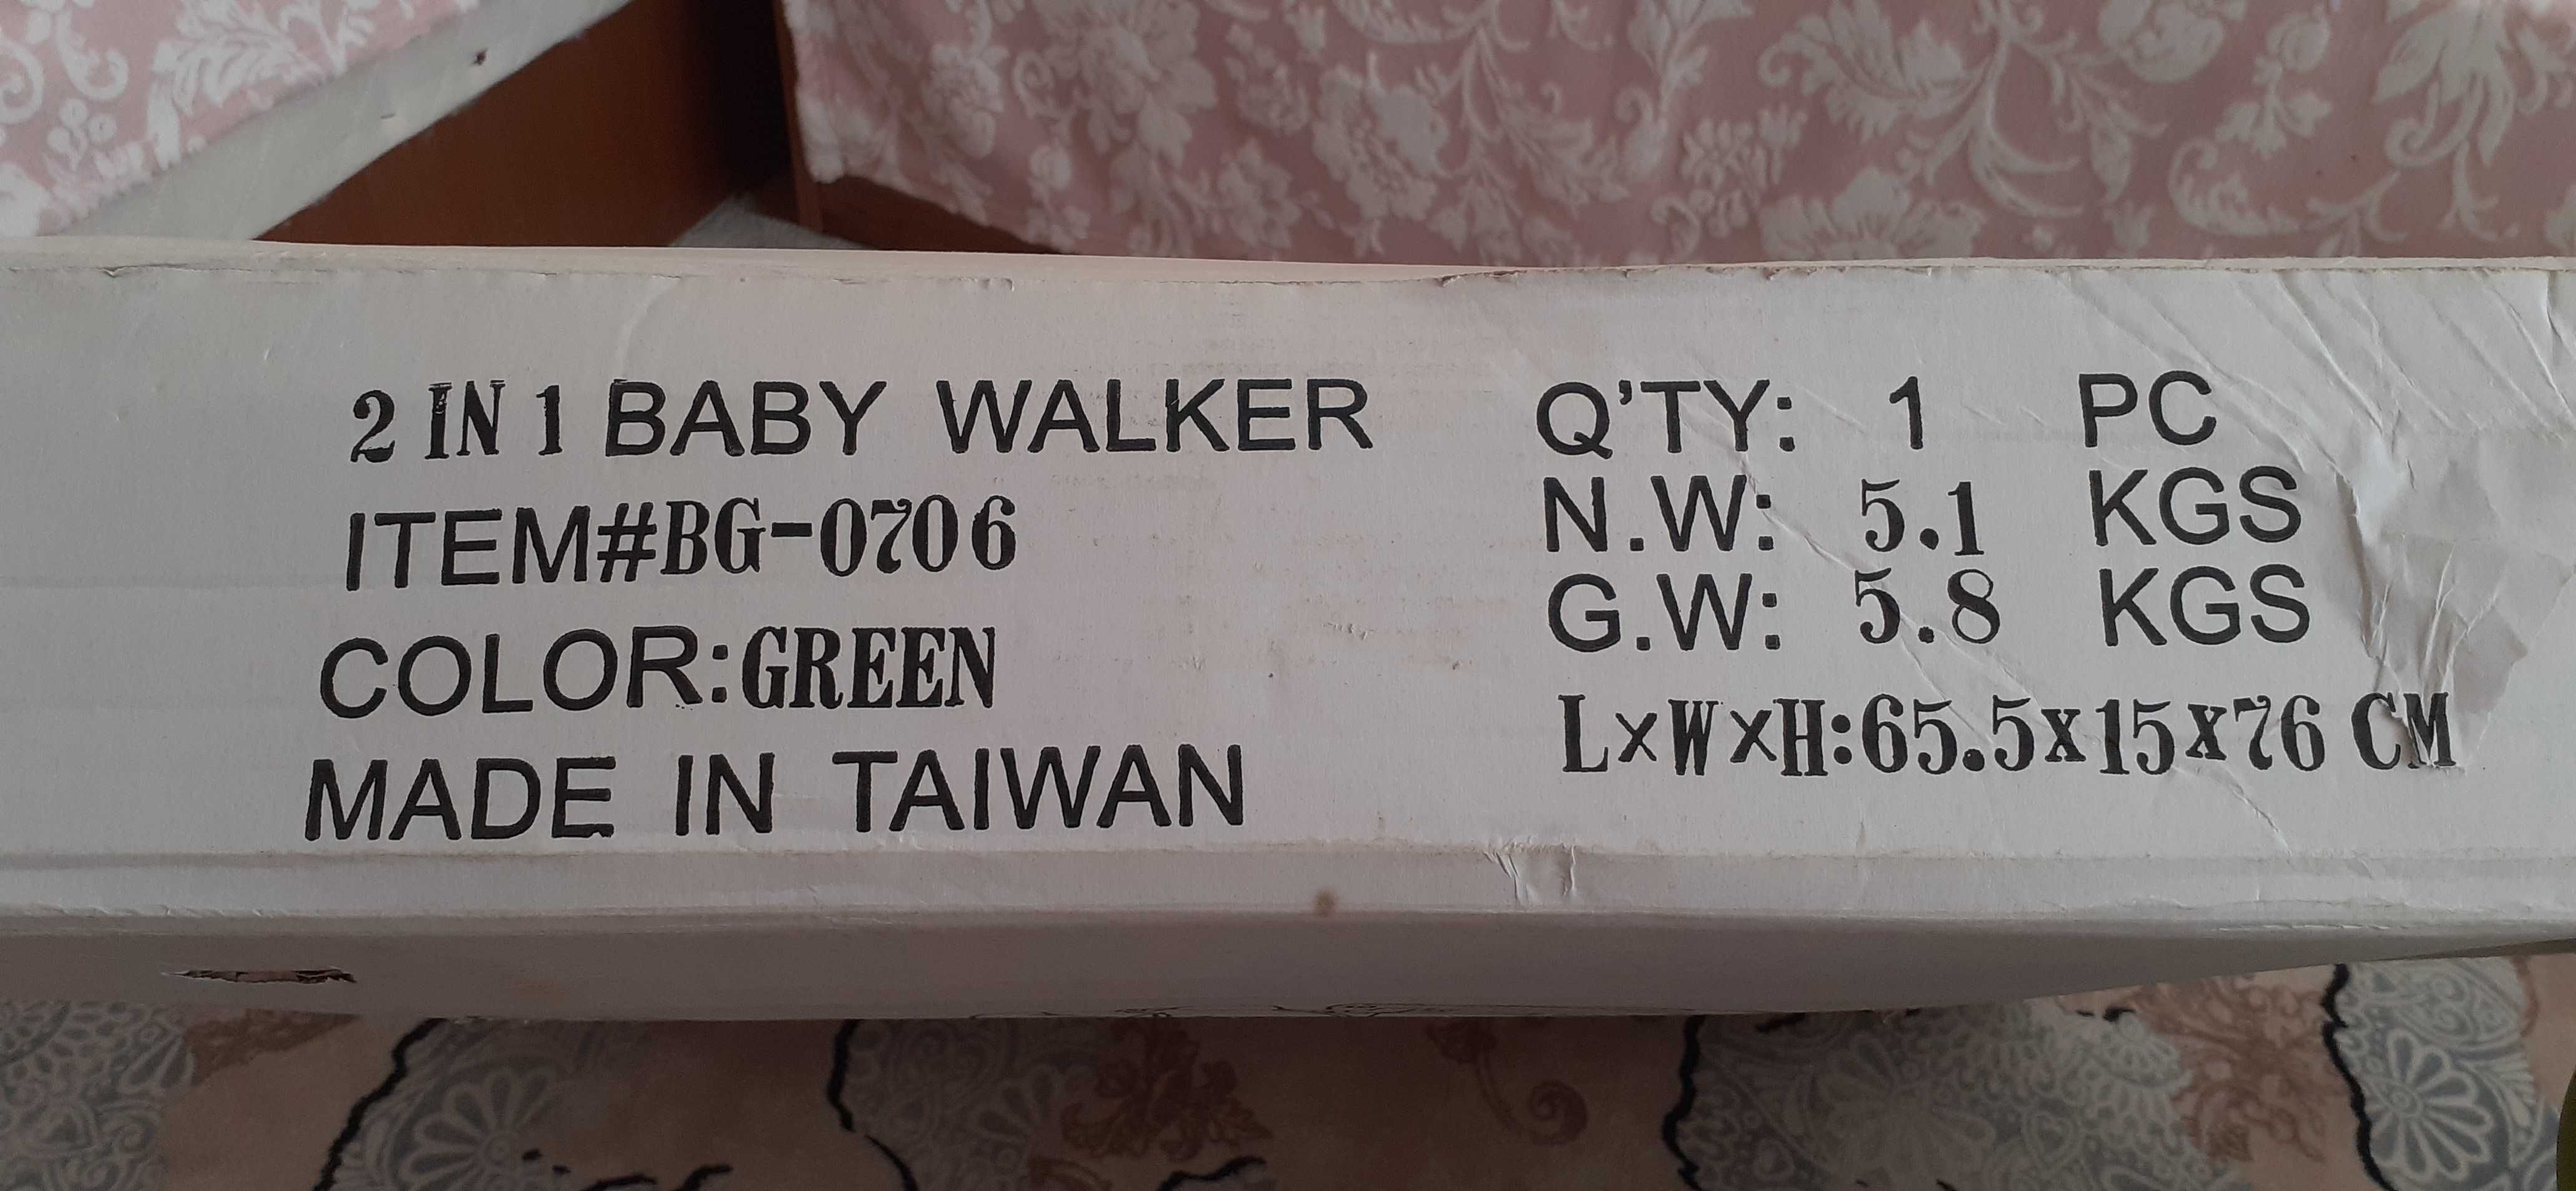 2 IN 1 BABY WALKER
ITEM#BG-0706
COLOR:GREEN
MADE IN TAIWAN
Q'TY: 1 PC
N.W: 5.1 KGS
G.W: 5.8 KGS
L×W×H:65.5x15x76 CM